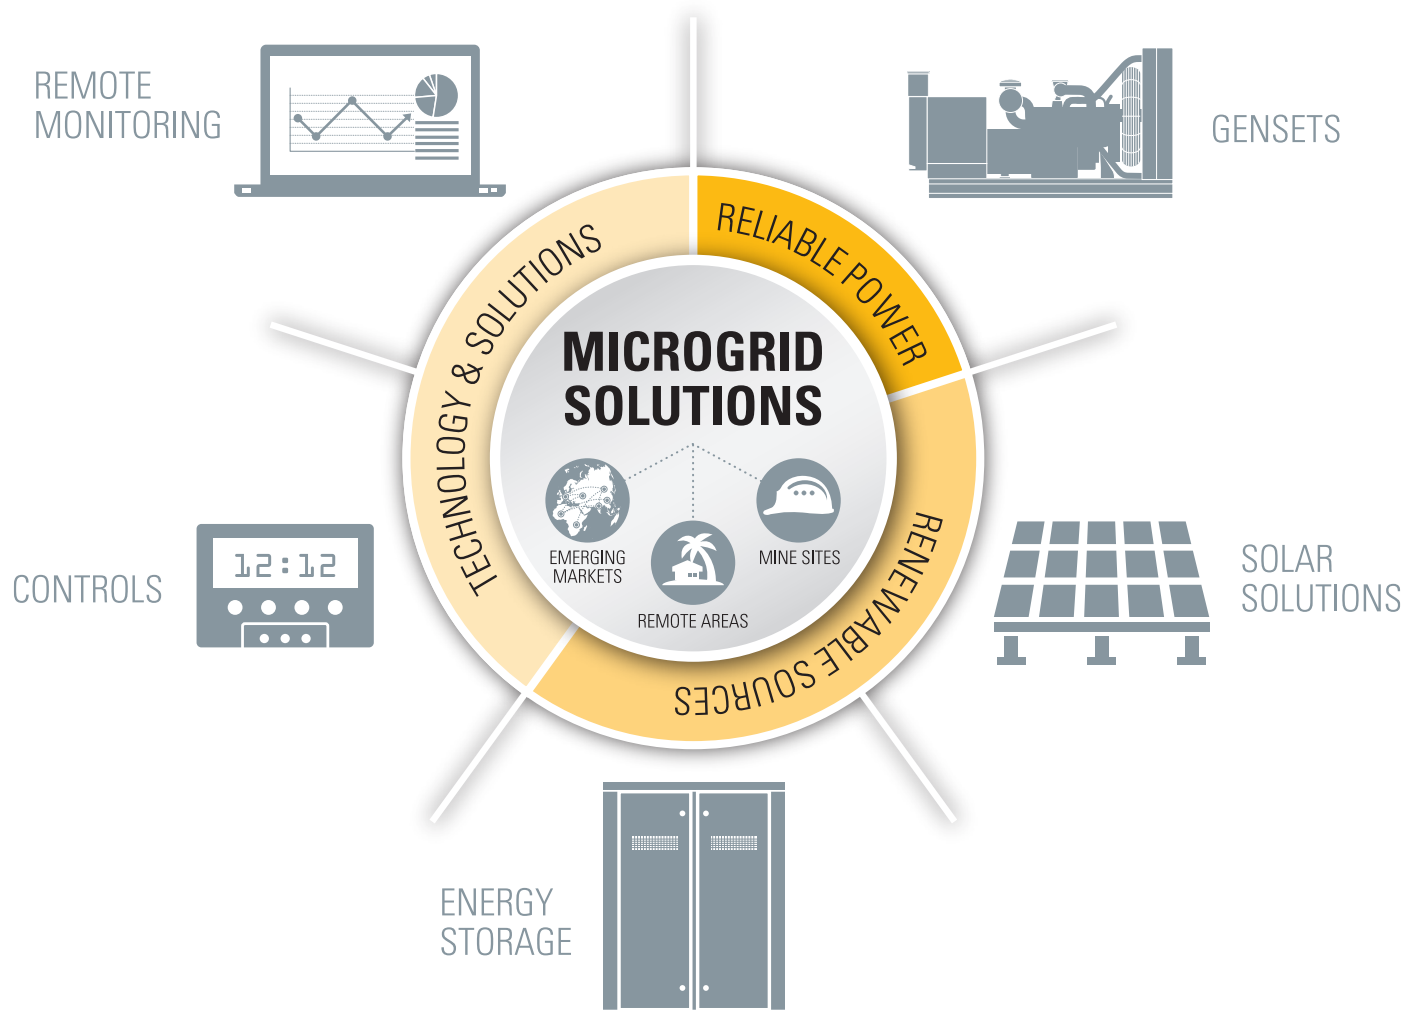 REMOTE
MONITORING
GENSETS
TECHNOLOGY & SOLUTIONS
RELIABLE POWER
RENEWABLE SOURCES
MICROGRID
SOLUTIONS
EMERGING
MARKETS
REMOTE AREAS
MINE SITES
CONTROLS
12:12
SOLAR
SOLUTIONS
ENERGY
STORAGE